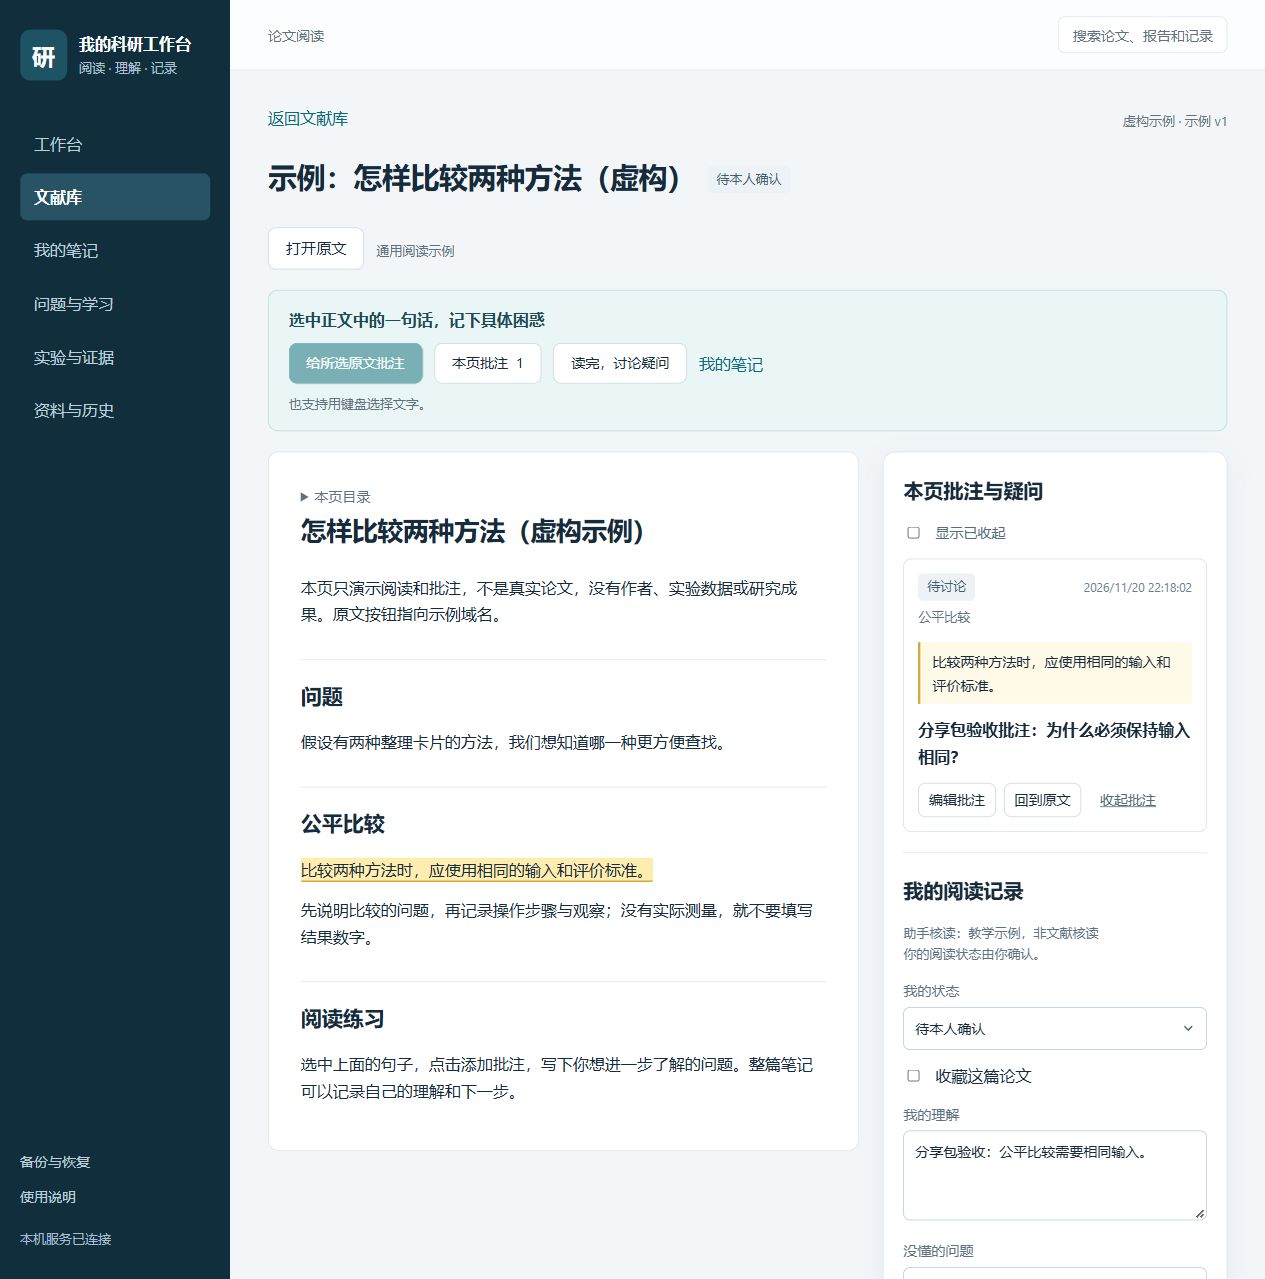 研
我的科研工作台
阅读 · 理解 · 记录
工作台
文献库
我的笔记
问题与学习
实验与证据
资料与历史
备份与恢复
使用说明
本机服务已连接
论文阅读
搜索论文、报告和记录
返回文献库
虚构示例 · 示例 v1
示例：怎样比较两种方法（虚构）
待本人确认
打开原文
通用阅读示例
选中正文中的一句话，记下具体困惑
给所选原文批注
本页批注 1
读完，讨论疑问
我的笔记
也支持用键盘选择文字。
本页目录
怎样比较两种方法（虚构示例）
本页只演示阅读和批注，不是真实论文，没有作者、实验数据或研究成
果。原文按钮指向示例域名。
问题
假设有两种整理卡片的方法，我们想知道哪一种更方便查找。
公平比较
比较两种方法时，应使用相同的输入和评价标准。
先说明比较的问题，再记录操作步骤与观察；没有实际测量，就不要填写
结果数字。
阅读练习
选中上面的句子，点击添加批注，写下你想进一步了解的问题。整篇笔记
可以记录自己的理解和下一步。
本页批注与疑问
显示已收起
待讨论
2026/11/20 22:18:02
公平比较
比较两种方法时，应使用相同的输入和
评价标准。
分享包验收批注：为什么必须保持输入
相同？
编辑批注
回到原文
收起批注
我的阅读记录
助手核读：教学示例，非文献核读
你的阅读状态由你确认。
我的状态
待本人确认
收藏这篇论文
我的理解
分享包验收：公平比较需要相同输入。
没懂的问题